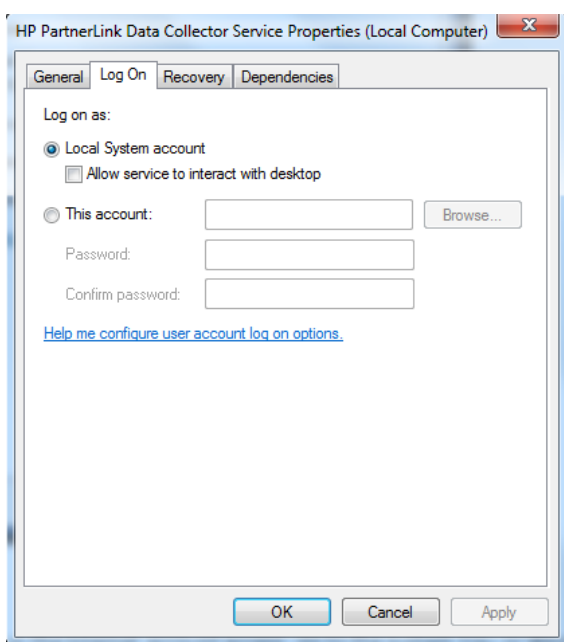 HP PartnerLink Data Collector Service Properties (Local Computer)
General Log On Recovery Dependencies
Log on as:
Local System account
Allow service to interact with desktop
This account: Browse...
Password:
Confirm password:
Help me configure user account log on options.
OK Cancel Apply